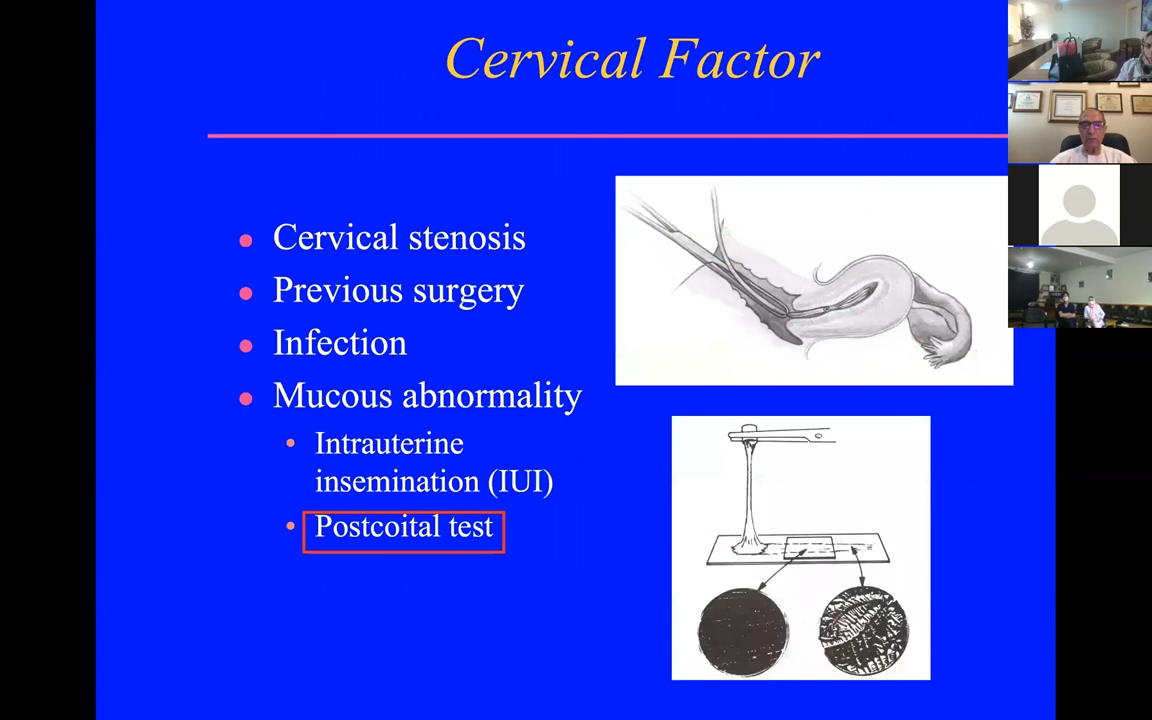 Cervical Factor
Cervical stenosis
Previous surgery
Infection
Mucous abnormality
Intrauterine
insemination (IUI)
Postcoital test